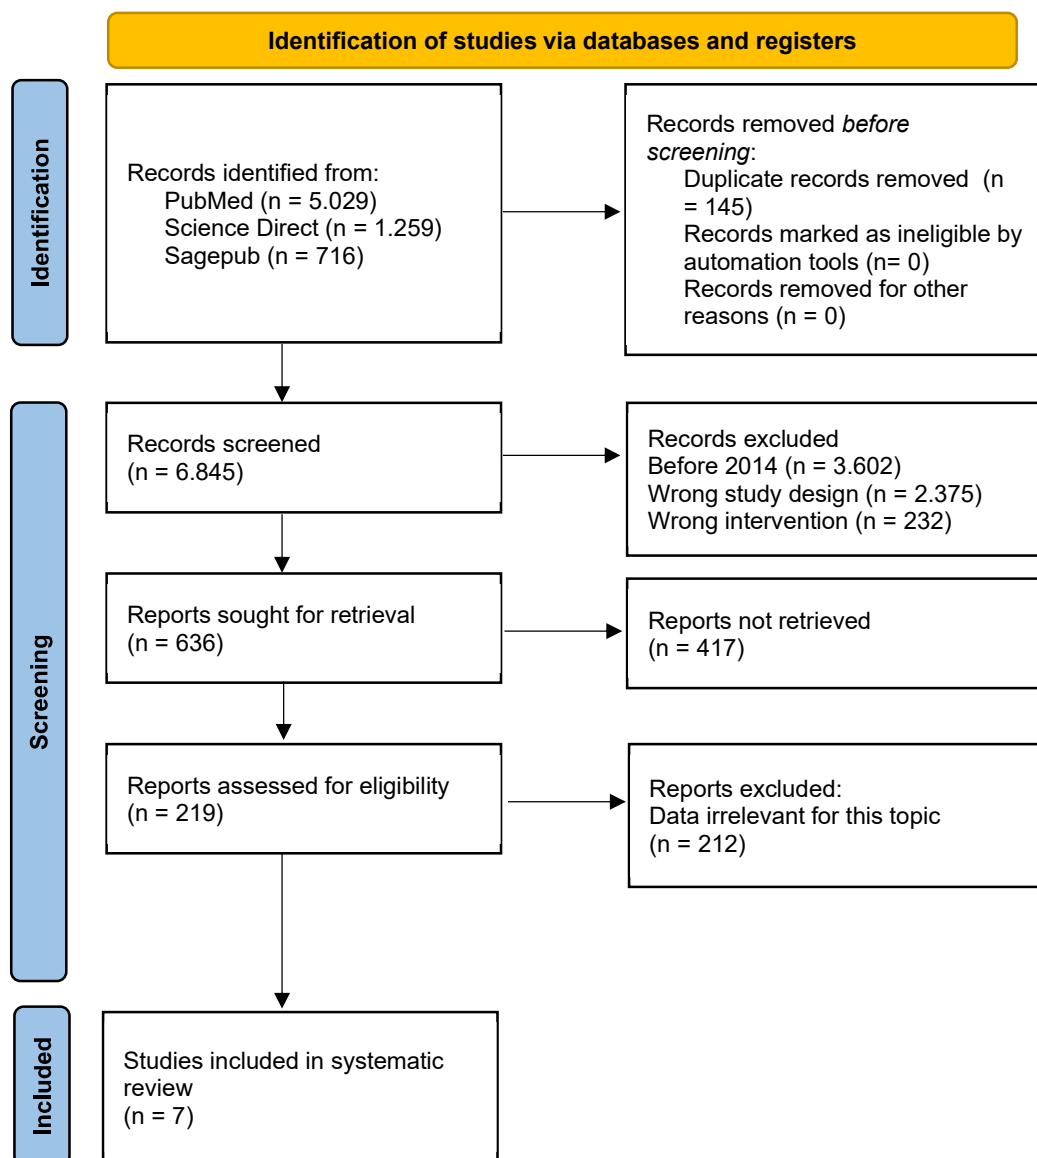 Identification of studies via databases and registers
Identification
Records identified from:
PubMed (n = 5.029)
Science Direct (n = 1.259)
Sagepub (n = 716)
Records removed before
screening:
Duplicate records removed (n
= 145)
Records marked as ineligible by
automation tools (n= 0)
Records removed for other
reasons (n = 0)
Screening
Records screened
(n = 6.845)
Records excluded
Before 2014 (n = 3.602)
Wrong study design (n = 2.375)
Wrong intervention (n = 232)
Reports sought for retrieval
(n = 636)
Reports not retrieved
(n = 417)
Reports assessed for eligibility
(n = 219)
Reports excluded:
Data irrelevant for this topic
(n = 212)
Included
Studies included in systematic
review
(n = 7)